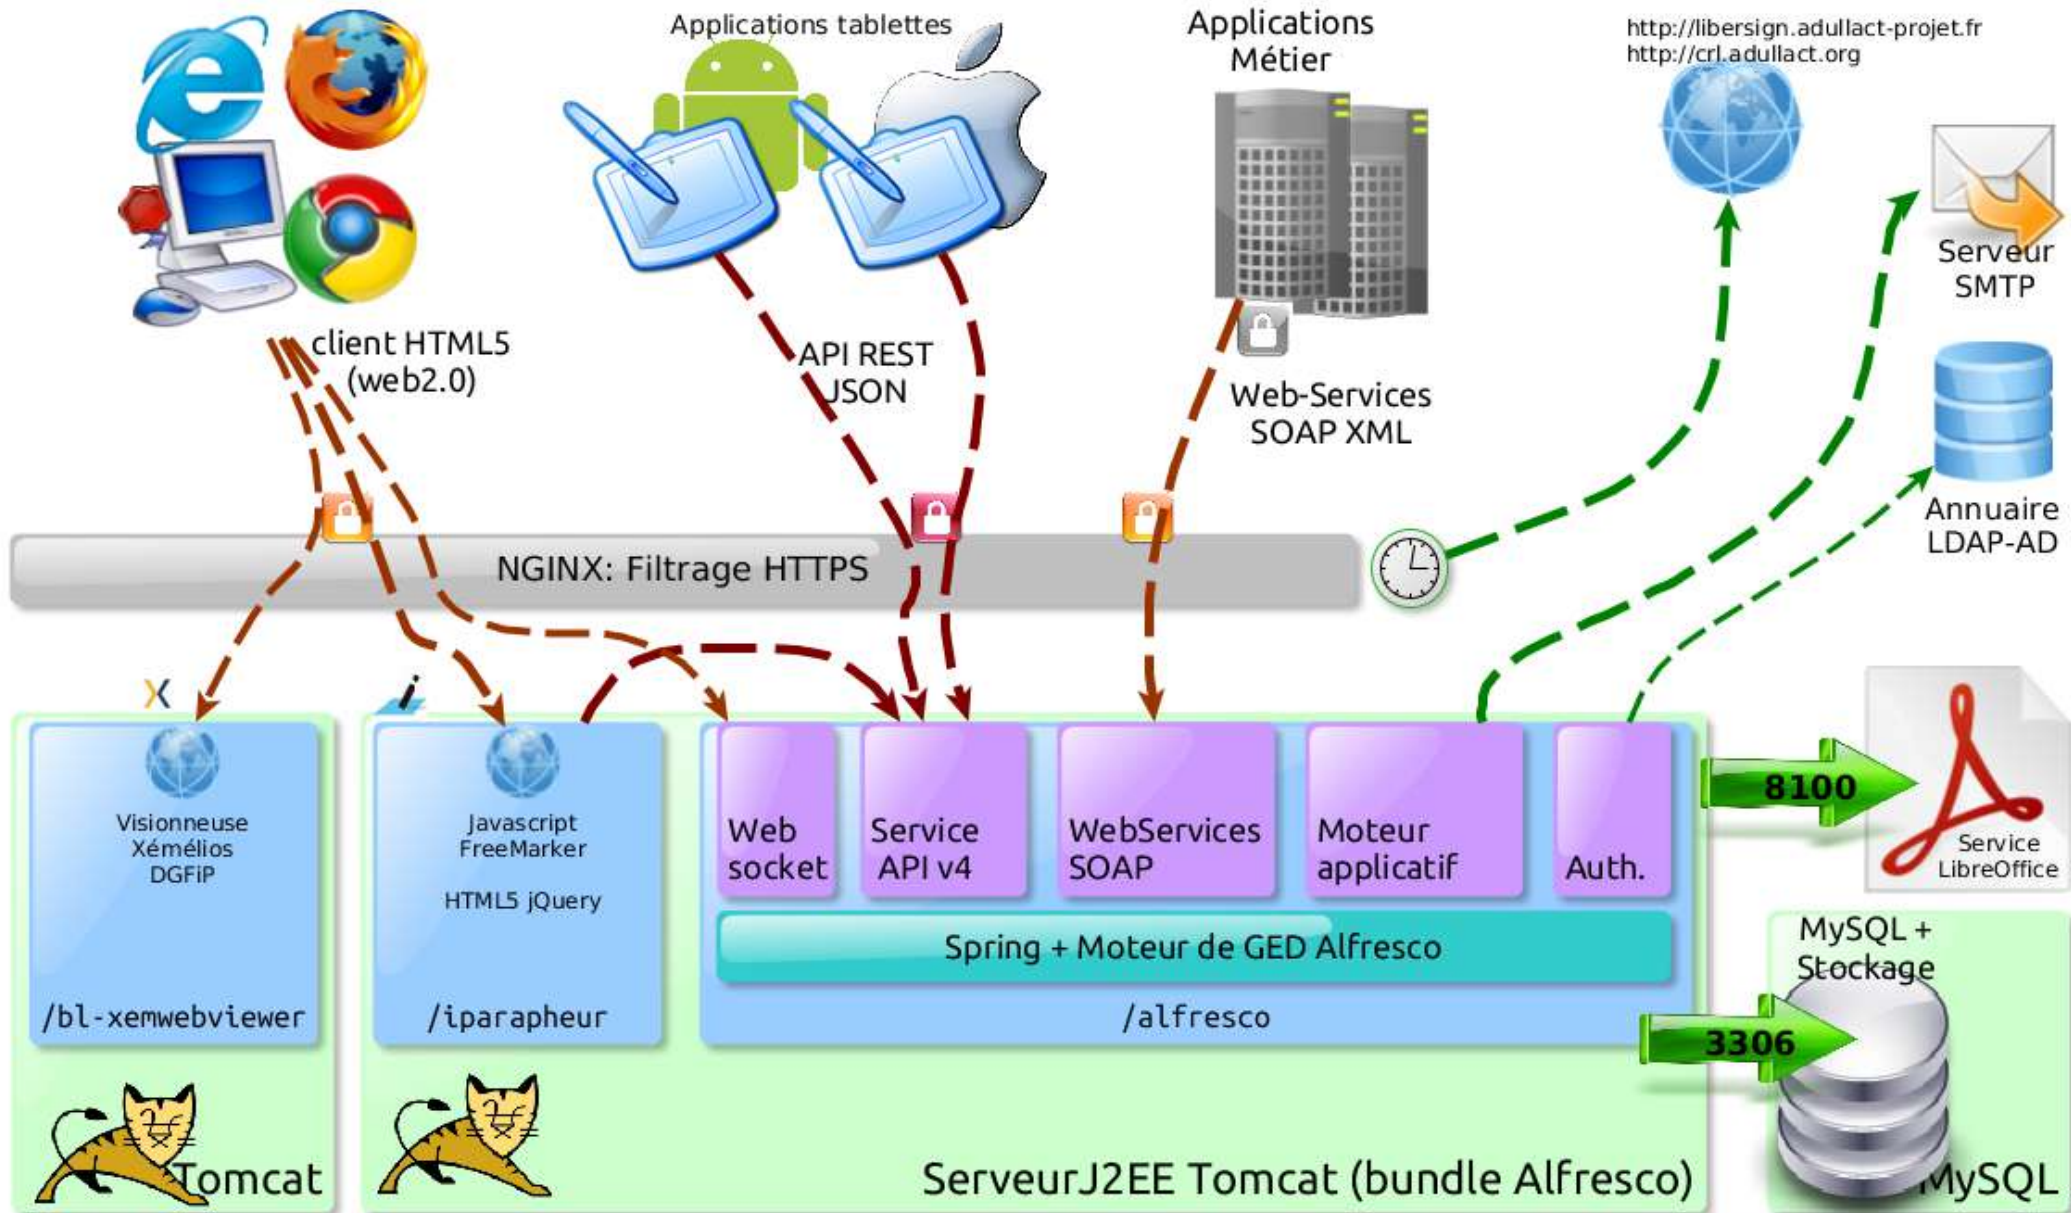 Applications tablettes
Applications
Métier
http://libersign.adullact-projet.fr
http://crl.adullact.org
Serveur
SMTP
client HTML5
(web2.0)
API REST
JSON
Web-Services
SOAP XML
Annuaire
LDAP-AD
NGINX: Filtrage HTTPS
Visionneuse
Xémélios
DGFiP
/bl-xemwebviewer
Tomcat
Javascript
FreeMarker
HTML5 jQuery
/iparapheur
Web
socket
Service
API v4
WebServices
SOAP
Moteur
applicatif
Auth.
Spring + Moteur de GED Alfresco
/alfresco
ServeurJ2EE Tomcat (bundle Alfresco)
8100
Service
LibreOffice
MySQL +
Stockage
3306
MySQL